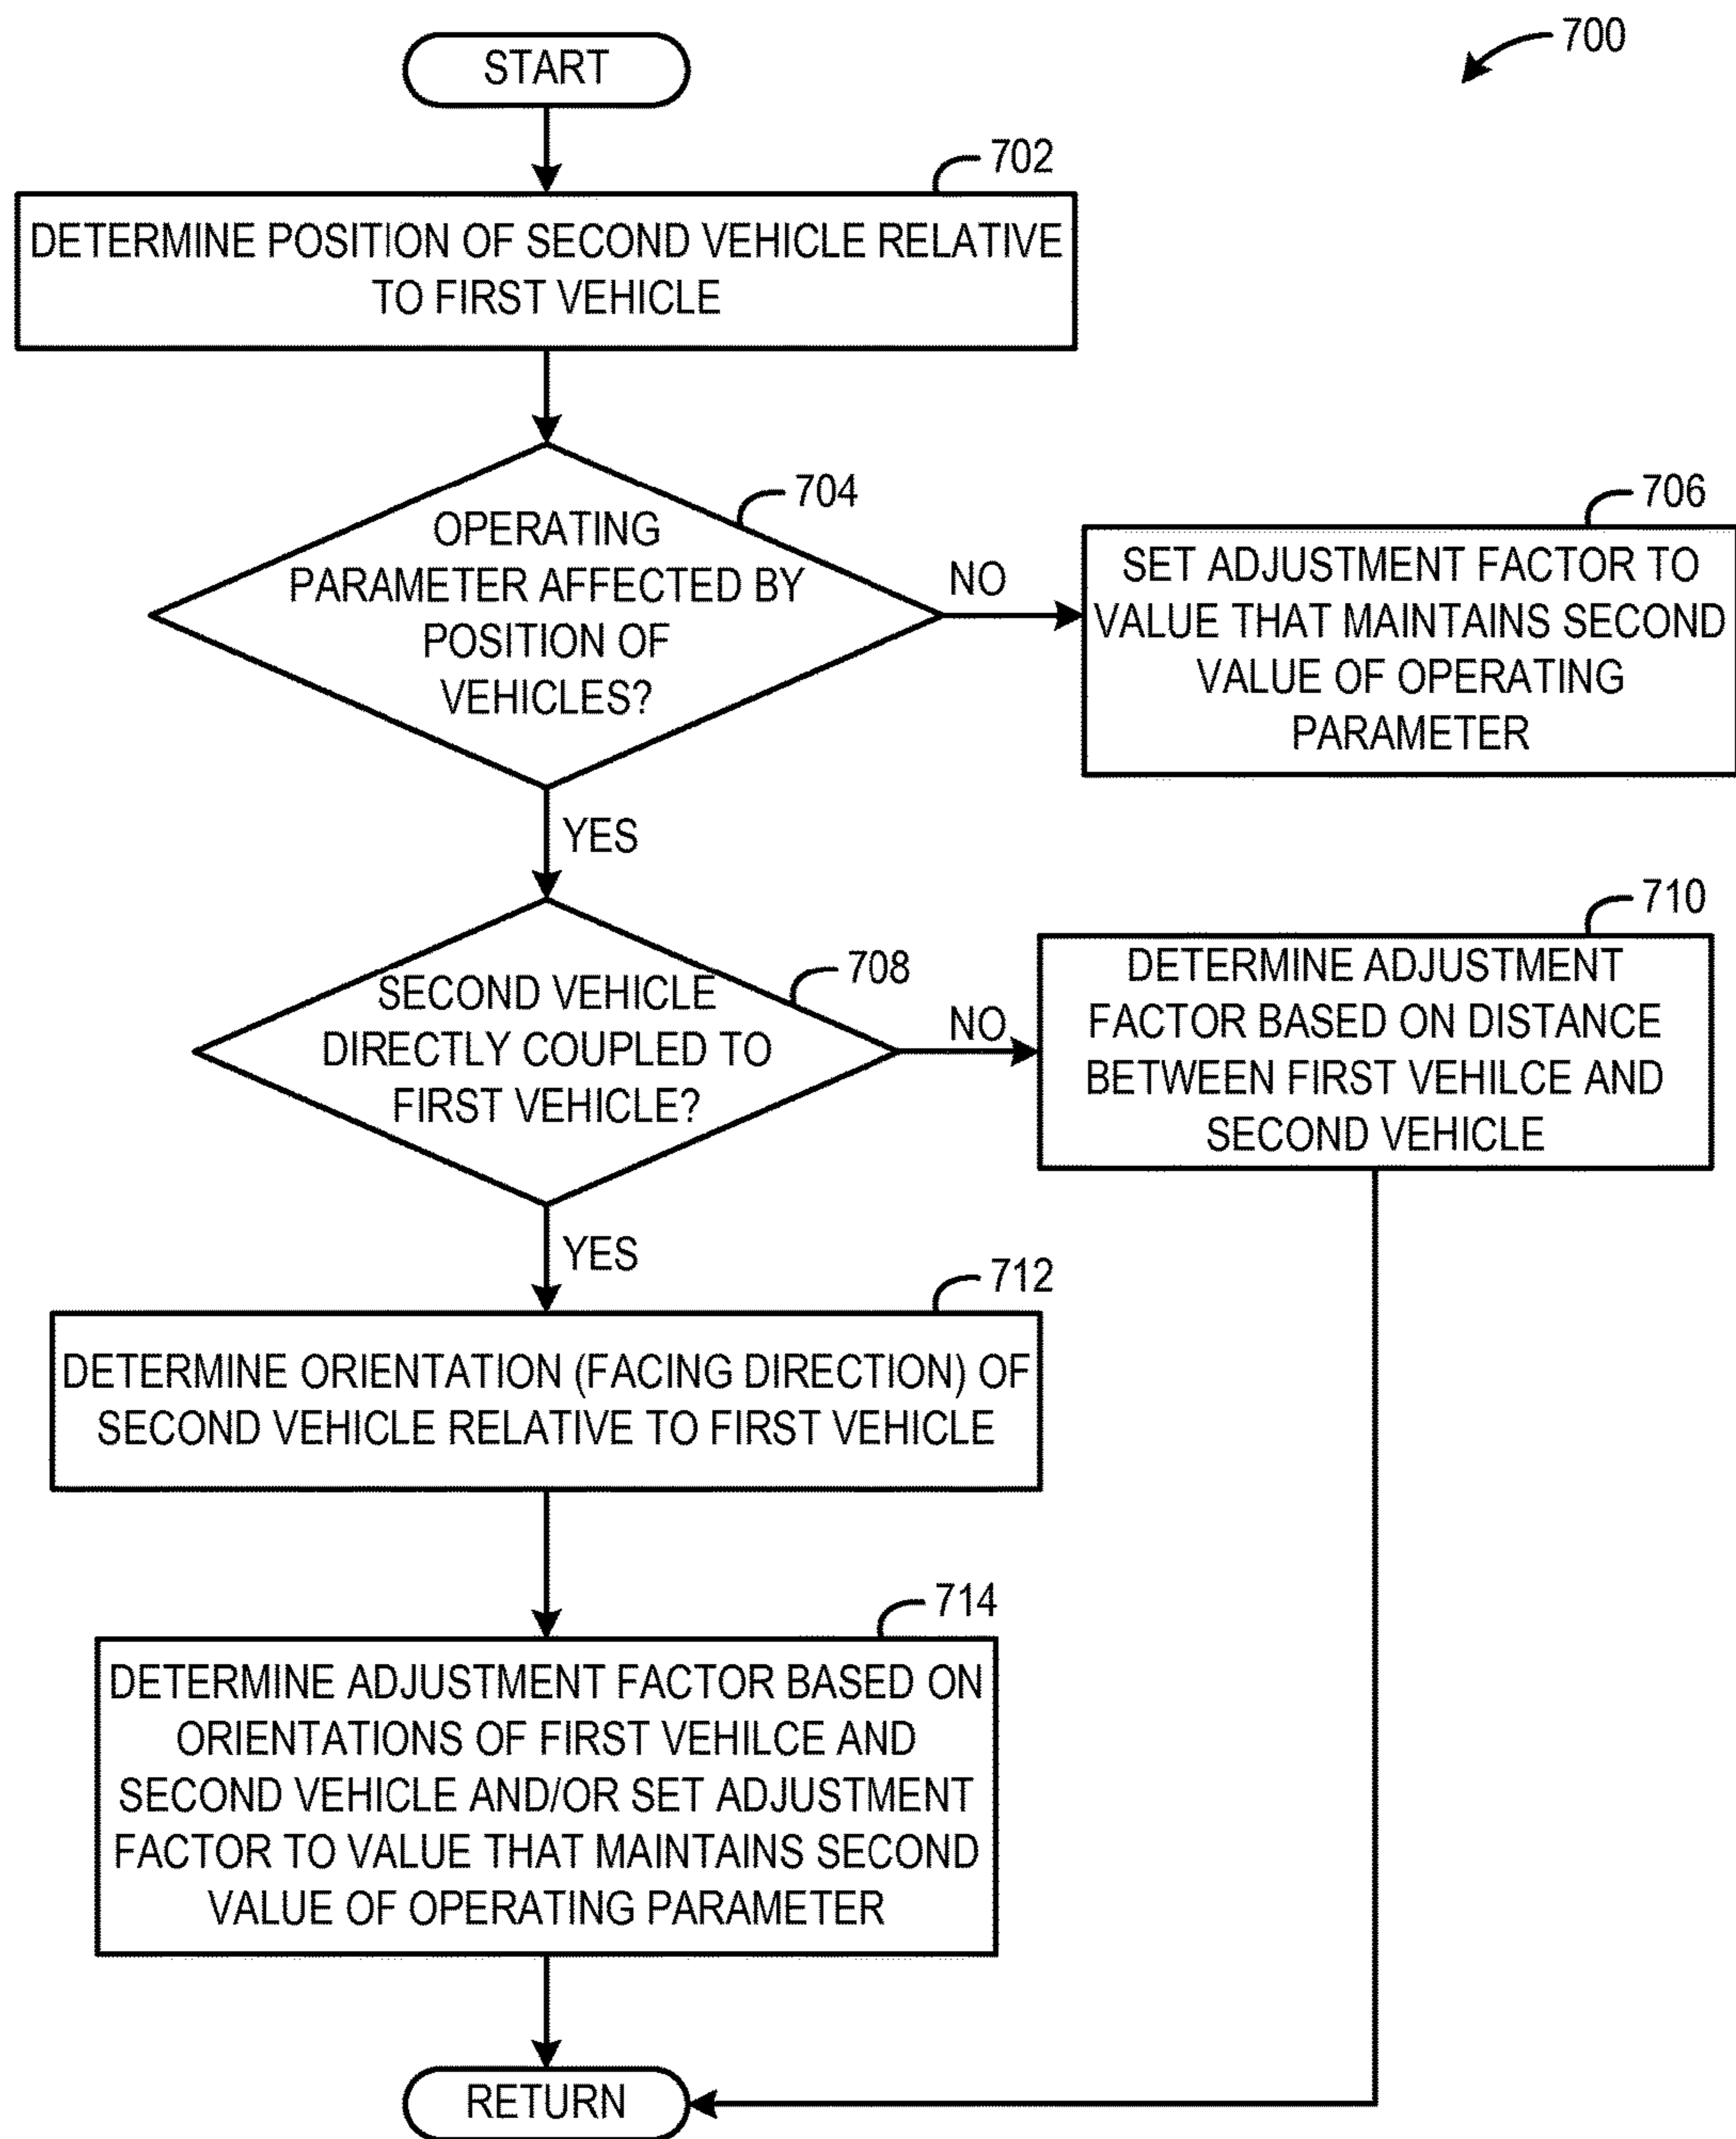 700
START
702
DETERMINE POSITION OF SECOND VEHICLE RELATIVE
TO FIRST VEHICLE
704
OPERATING
PARAMETER AFFECTED BY
POSITION OF
VEHICLES?
NO
706
SET ADJUSTMENT FACTOR TO
VALUE THAT MAINTAINS SECOND
VALUE OF OPERATING
PARAMETER
YES
708
SECOND VEHICLE
DIRECTLY COUPLED TO
FIRST VEHICLE?
NO
710
DETERMINE ADJUSTMENT
FACTOR BASED ON DISTANCE
BETWEEN FIRST VEHILCE AND
SECOND VEHICLE
YES
712
DETERMINE ORIENTATION (FACING DIRECTION) OF
SECOND VEHICLE RELATIVE TO FIRST VEHICLE
714
DETERMINE ADJUSTMENT FACTOR BASED ON
ORIENTATIONS OF FIRST VEHILCE AND
SECOND VEHICLE AND/OR SET ADJUSTMENT
FACTOR TO VALUE THAT MAINTAINS SECOND
VALUE OF OPERATING PARAMETER
RETURN